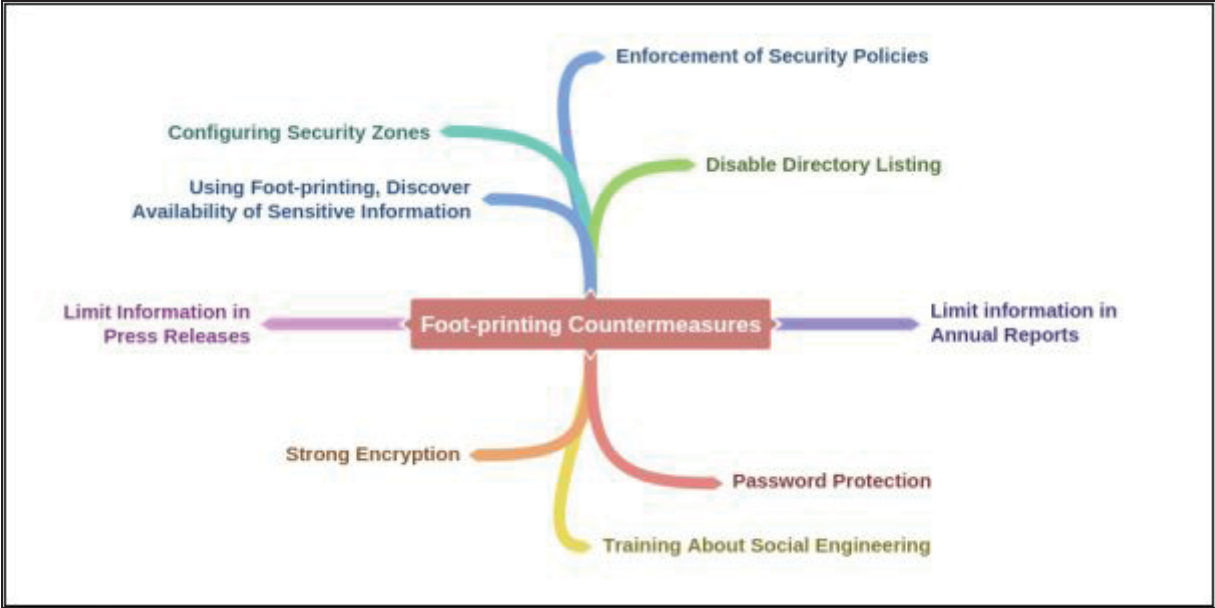 Enforcement of Security Policies
Configuring Security Zones
Disable Directory Listing
Using Foot-printing, Discover
Availability of Sensitive Information
Limit Information in
Press Releases
Foot-printing Countermeasures
Limit information in
Annual Reports
Strong Encryption
Password Protection
Training About Social Engineering